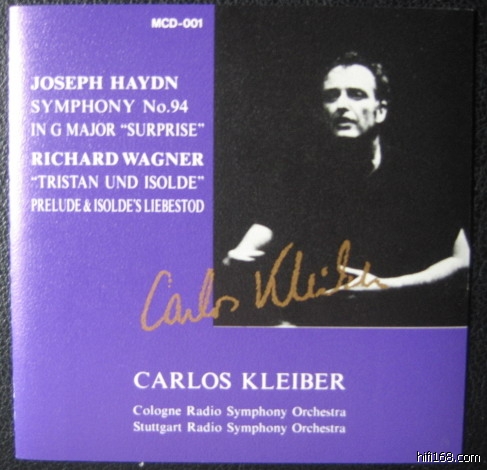 MCD-001
JOSEPH HAYDN
SYMPHONY No.94
IN G MAJOR "SURPRISE"
RICHARD WAGNER
"TRISTAN UND ISOLDE"
PRELUDE & ISOLDE'S LIEBESTOD
Carlos Kleiber
CARLOS KLEIBER
Cologne Radio Symphony Orchestra
Stuttgart Radio Symphony Orchestra
hifi168.com